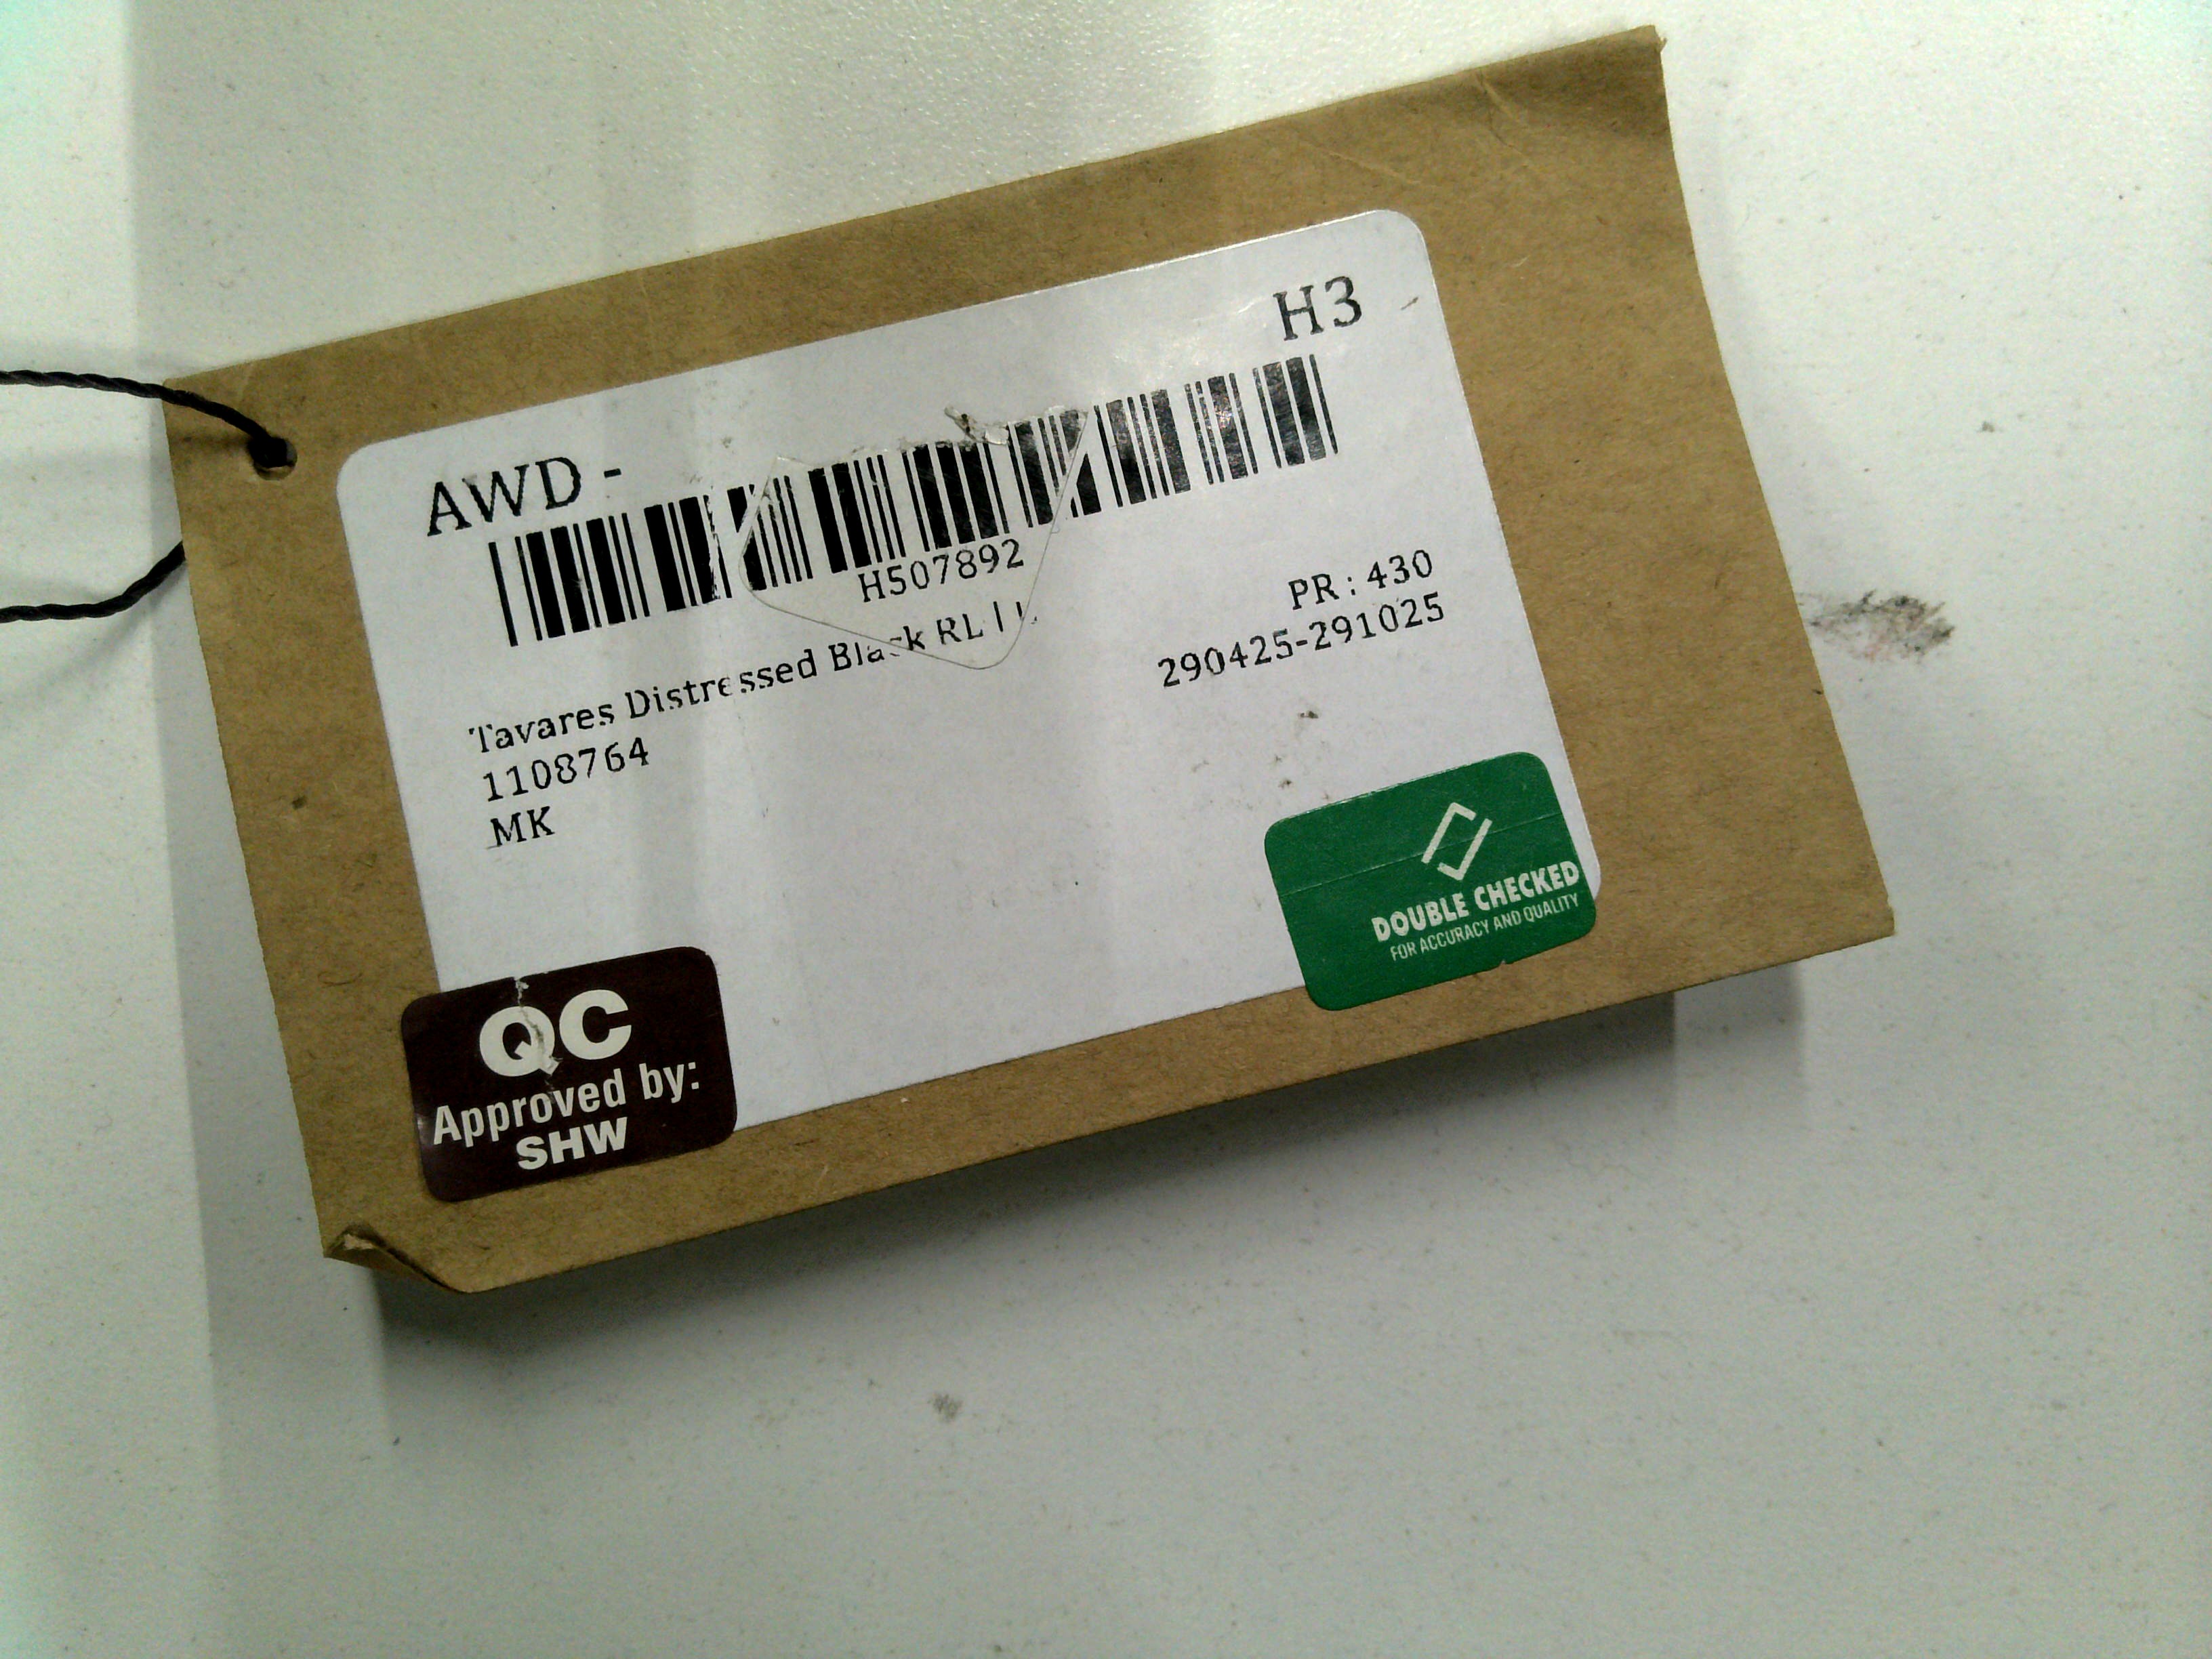 H3
AWD -
H507892
PR : 430
290425-291025
Tavares Distressed Black RL |
1108764
MK
DOUBLE CHECKED
FOR ACCURACY AND QUALITY
QC
Approved by:
SHW